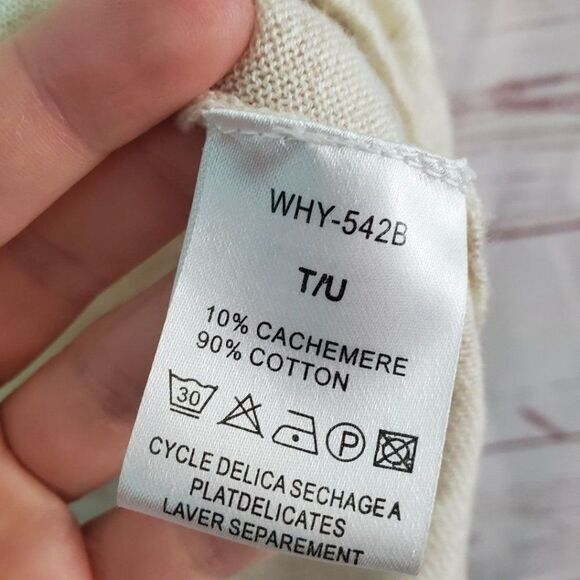 WHY-542B
T/U
10% CACHEMERE
90% COTTON
30 P
CYCLE DELICA SECHAGE A
PLATDELICATES
LAVER SEPAREMENT